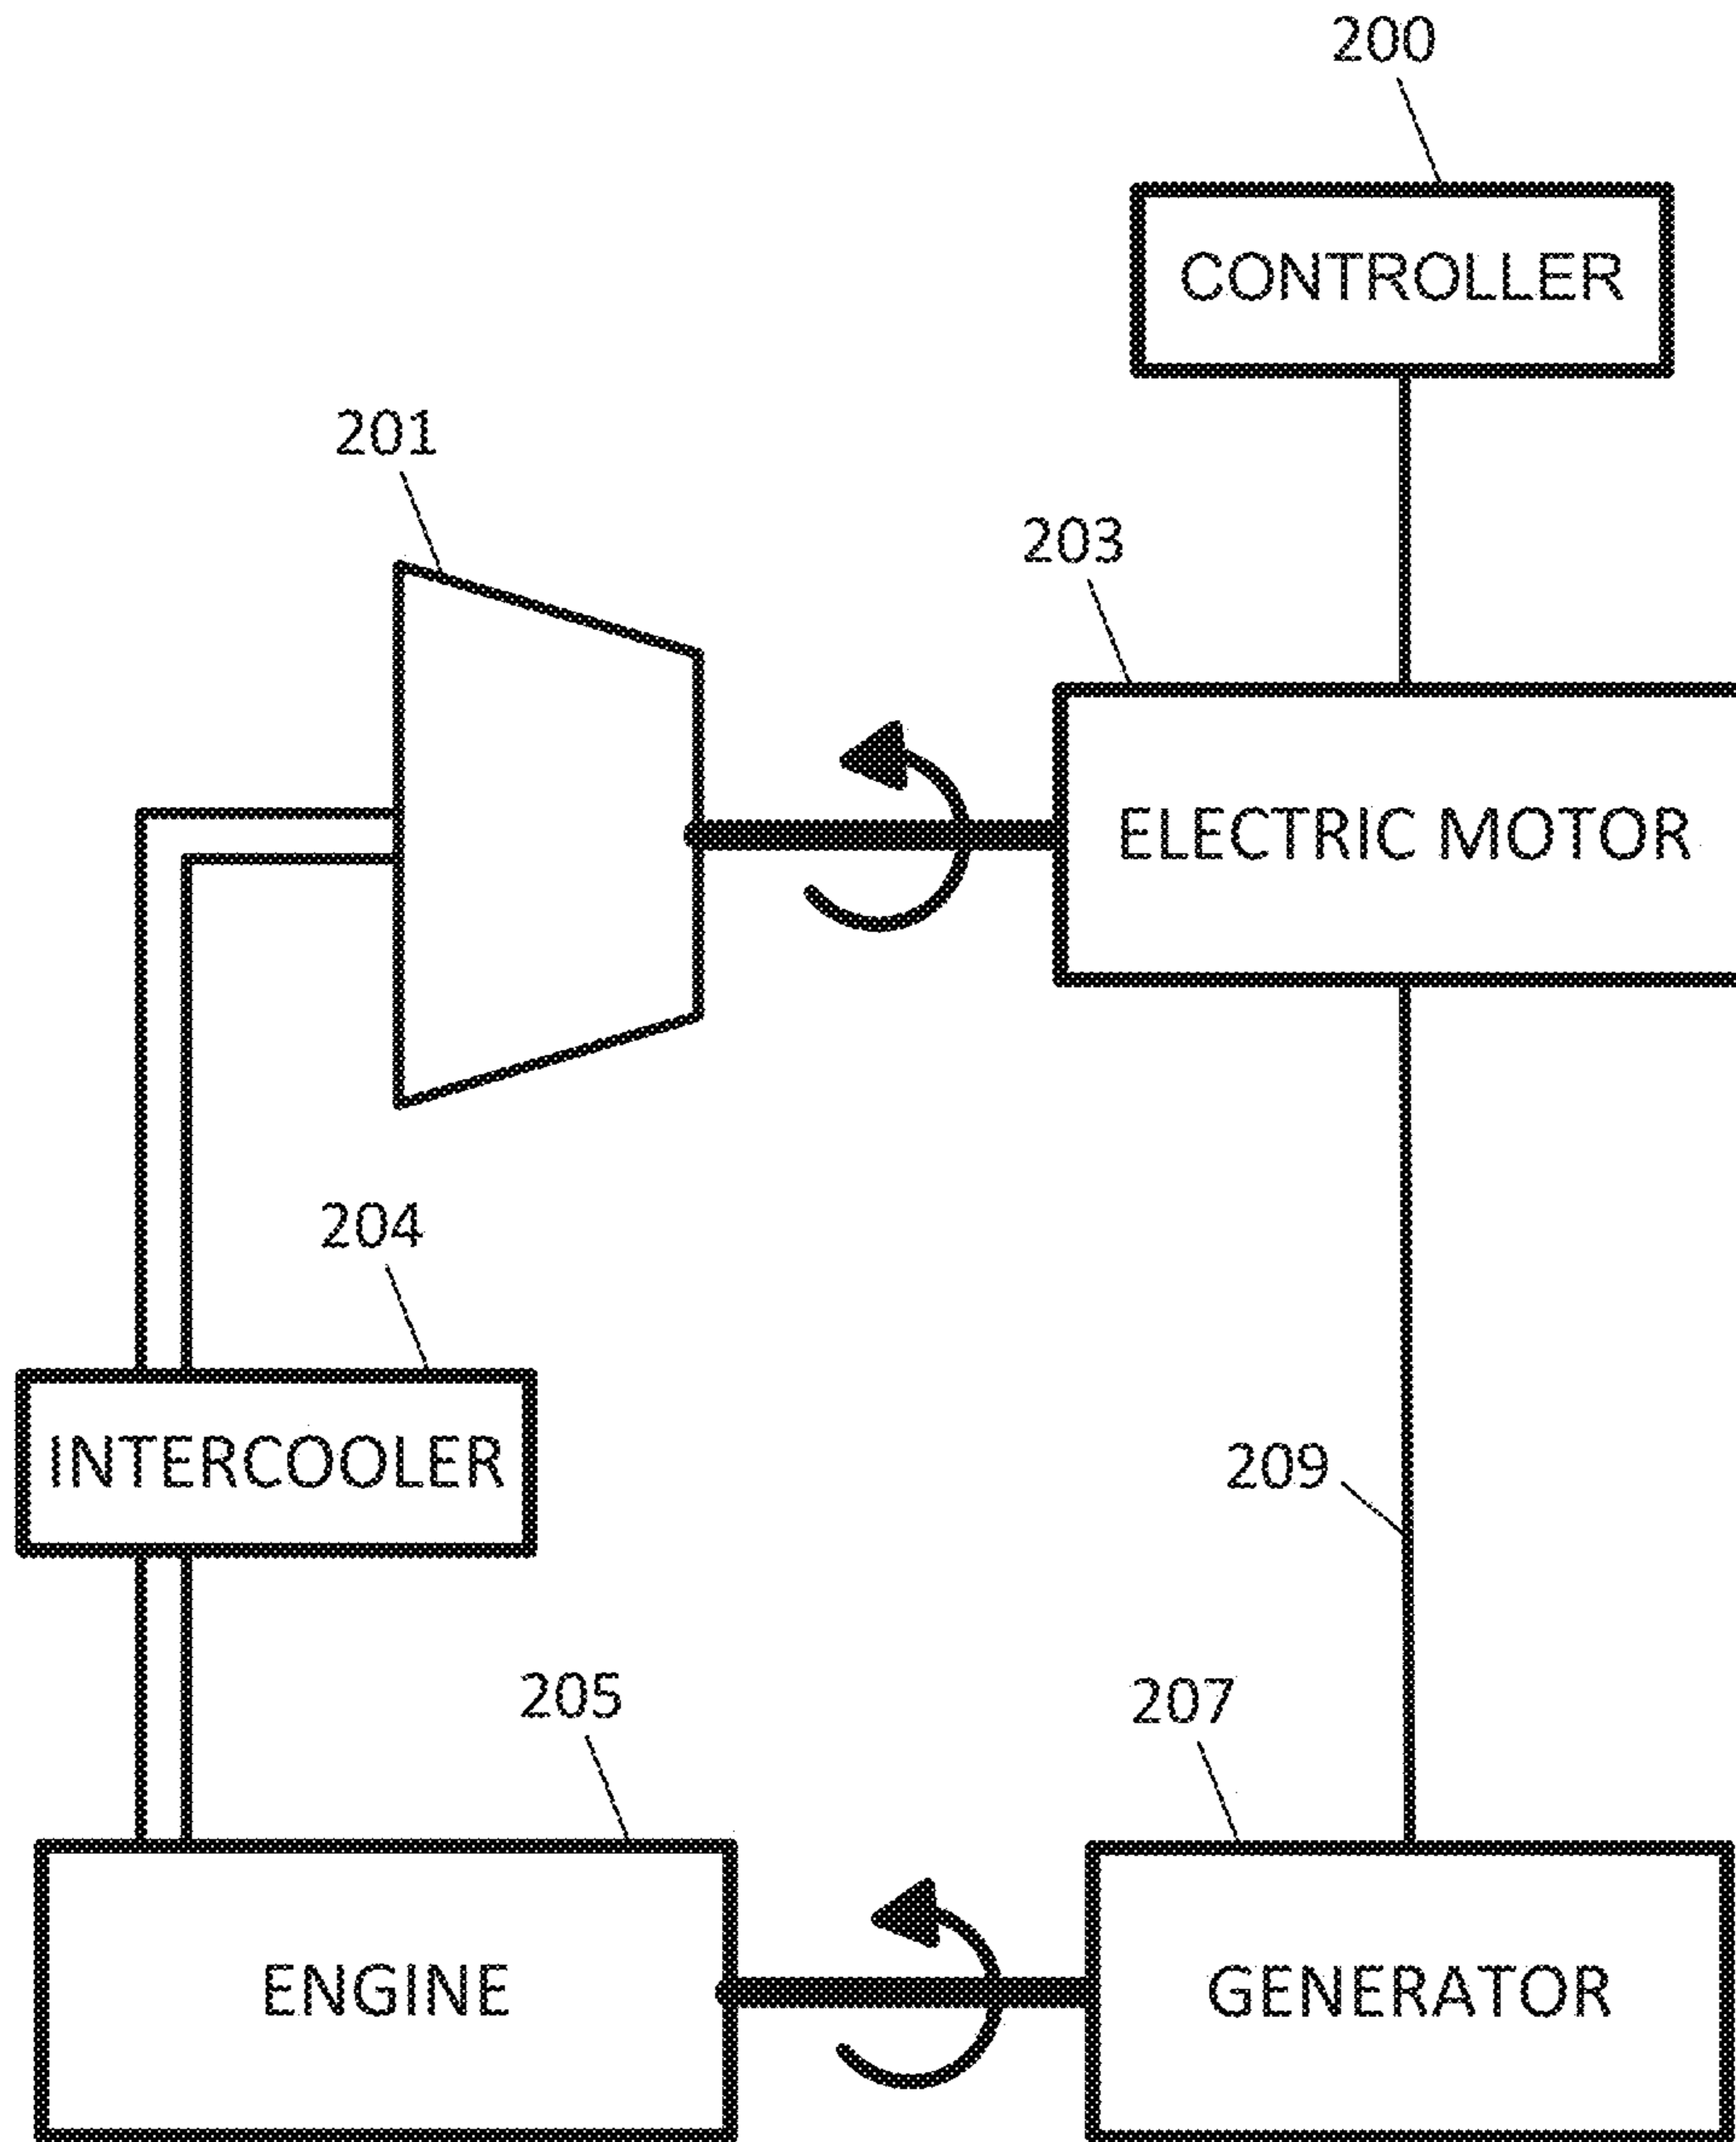 200
CONTROLLER
201
203
ELECTRIC MOTOR
204
INTERCOOLER
209
205
207
ENGINE
GENERATOR